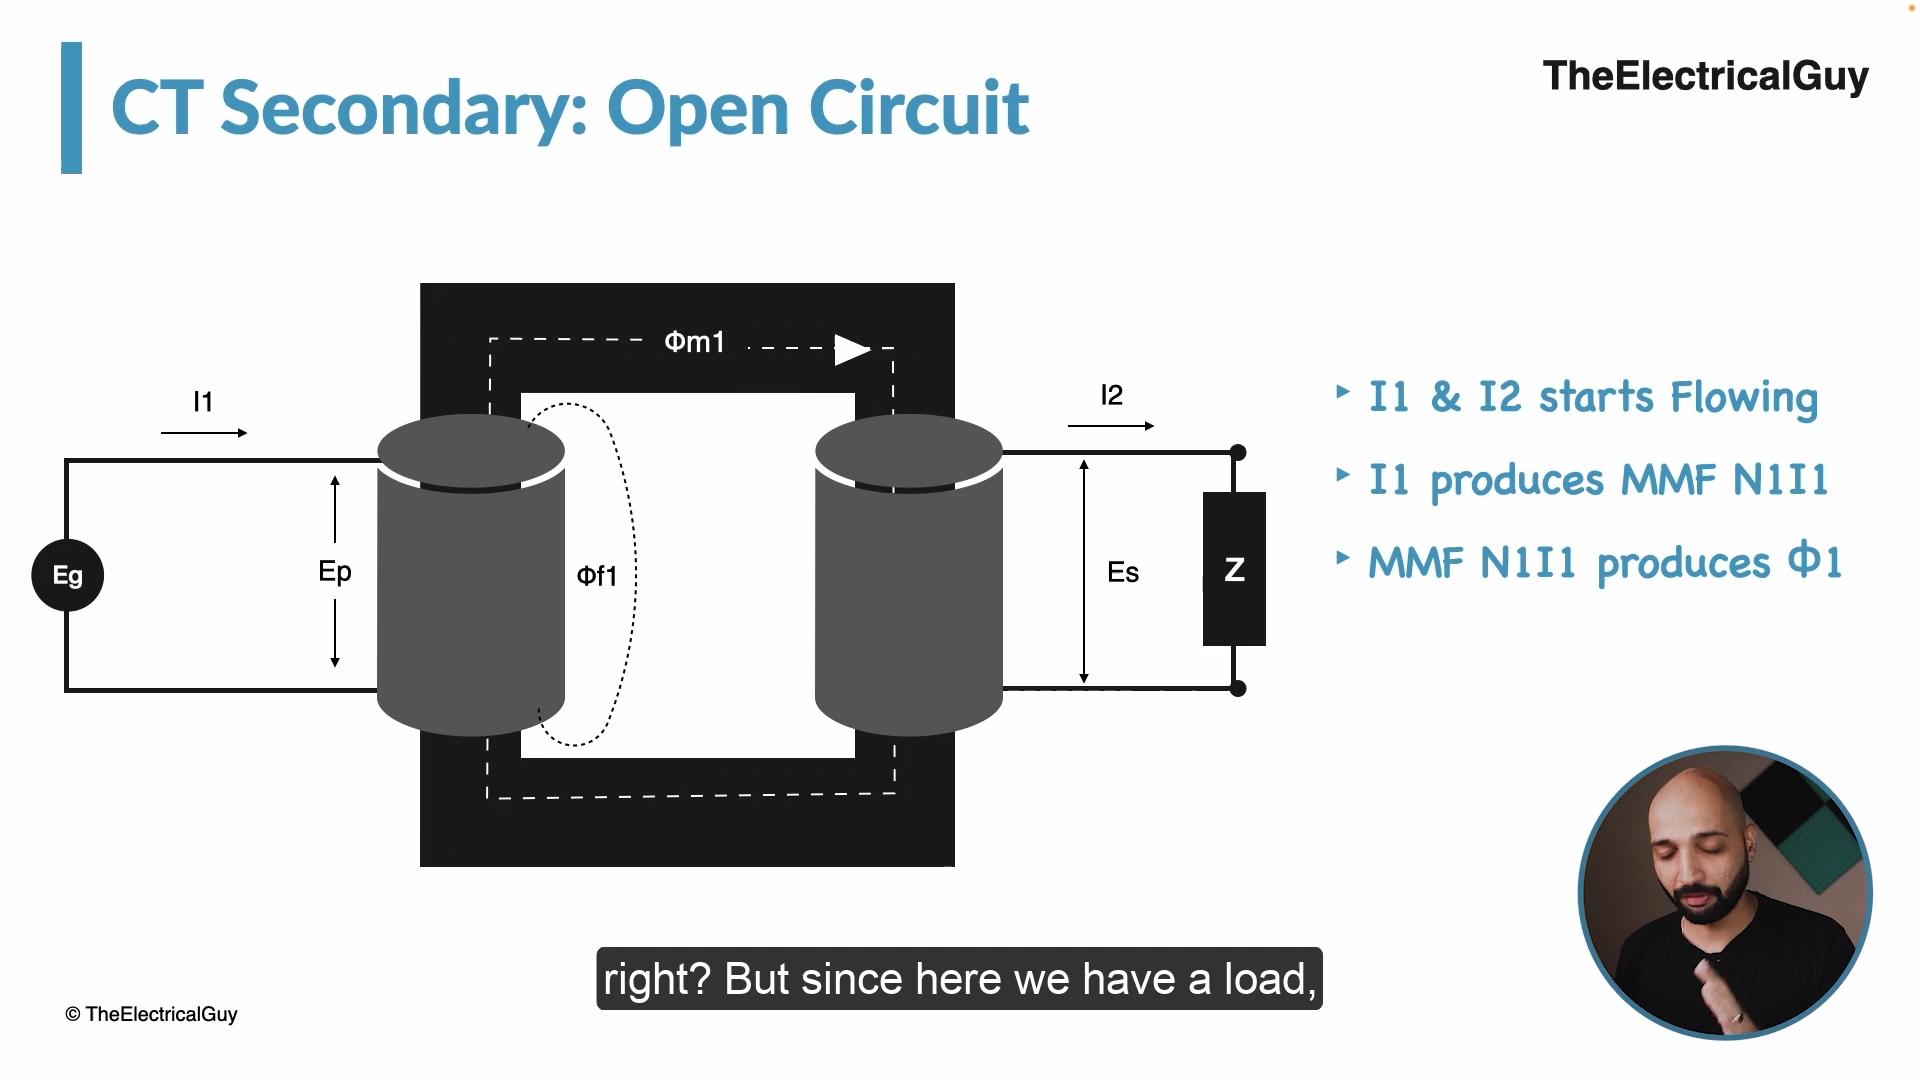 CT Secondary: Open Circuit
TheElectricalGuy
Φm1
I1
I2
Eg
Ep
Φf1
Es
Z
‣ I1 & I2 starts Flowing
‣ I1 produces MMF N1I1
‣ MMF N1I1 produces Φ1
right? But since here we have a load,
© TheElectricalGuy